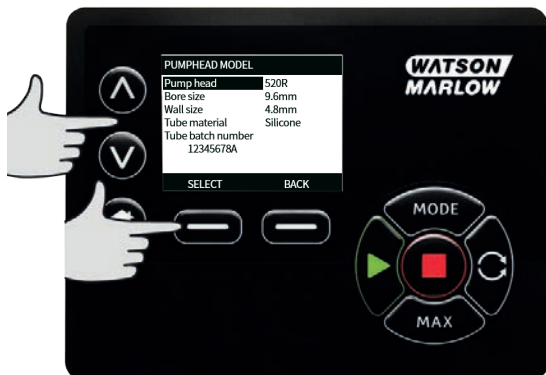 PUMPHEAD MODEL
Pump head 520R
Bore size 9.6mm
Wall size 4.8mm
Tube material Silicone
Tube batch number
12345678A
SELECT BACK
WATSON
MARLOW
MODE
MAX